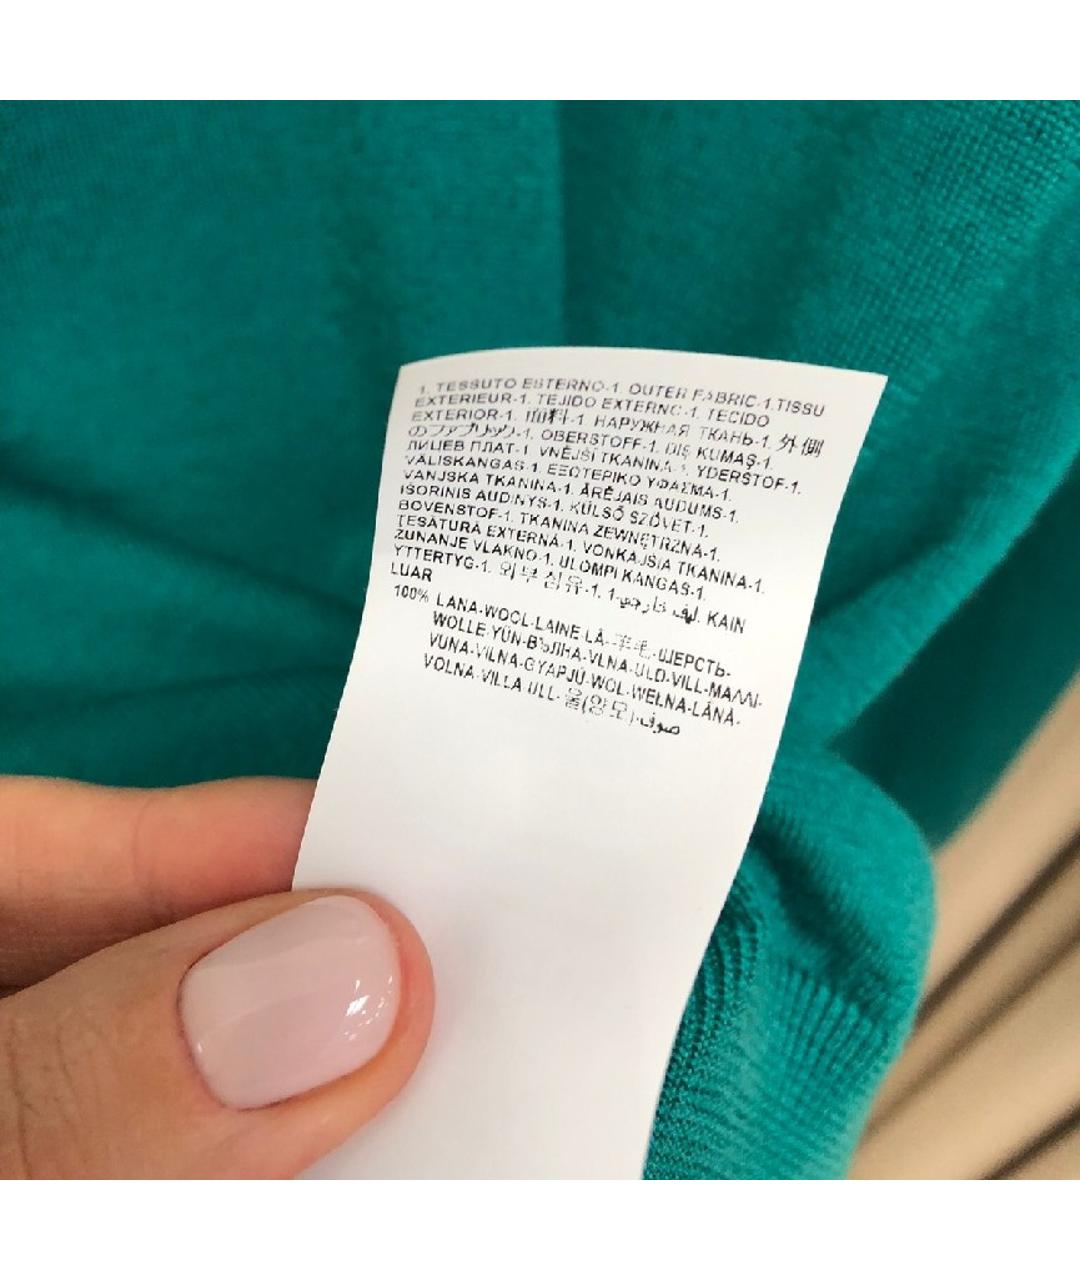 1. TESSUTO ESTERNO-1. OUTER FABRIC-1.TISSU
EXTERIEUR-1. TEJIDO EXTERNO-1. TECIDO
EXTERIOR-1. 面料-1. НАРУЖНАЯ ТКАНЬ-1. 外側
のファブリック-1. OBERSTOFF-1. DIŞ KUMAŞ-1.
ЛИЦЕВ ПЛАТ-1. VNĚJŠÍ TKANINA-1. YDERSTOF-1.
VÄLISKANGAS-1. ΕΞΩΤΕΡΙΚΟ ΥΦΑΣΜΑ-1.
VANJSKA TKANINA-1. ĀRĒJAIS AUDUMS-1.
IŠORINIS AUDINYS-1. KÜLSŐ SZÖVET-1.
BOVENSTOF-1. TKANINA ZEWNĘTRZNA-1.
ŢESĂTURĂ EXTERNĂ-1. VONKAJŠIA TKANINA-1.
ZUNANJE VLAKNO-1. ULOMPI KANGAS-1.
YTTERTYG-1. 외부 섬유-1. 1-ليف خارجي. KAIN
LUAR
100% LANA-WOOL-LAINE-LÃ-羊毛-ШЕРСТЬ-
WOLLE-YÜN-ВЪЛНА-VLNA-ULD-VILL-ΜΑΛΛΙ-
VUNA-VILNA-GYAPJÚ-WOL-WEŁNA-LÂNĂ-
VOLNA-VILLA ULL-울(양모)-صوف